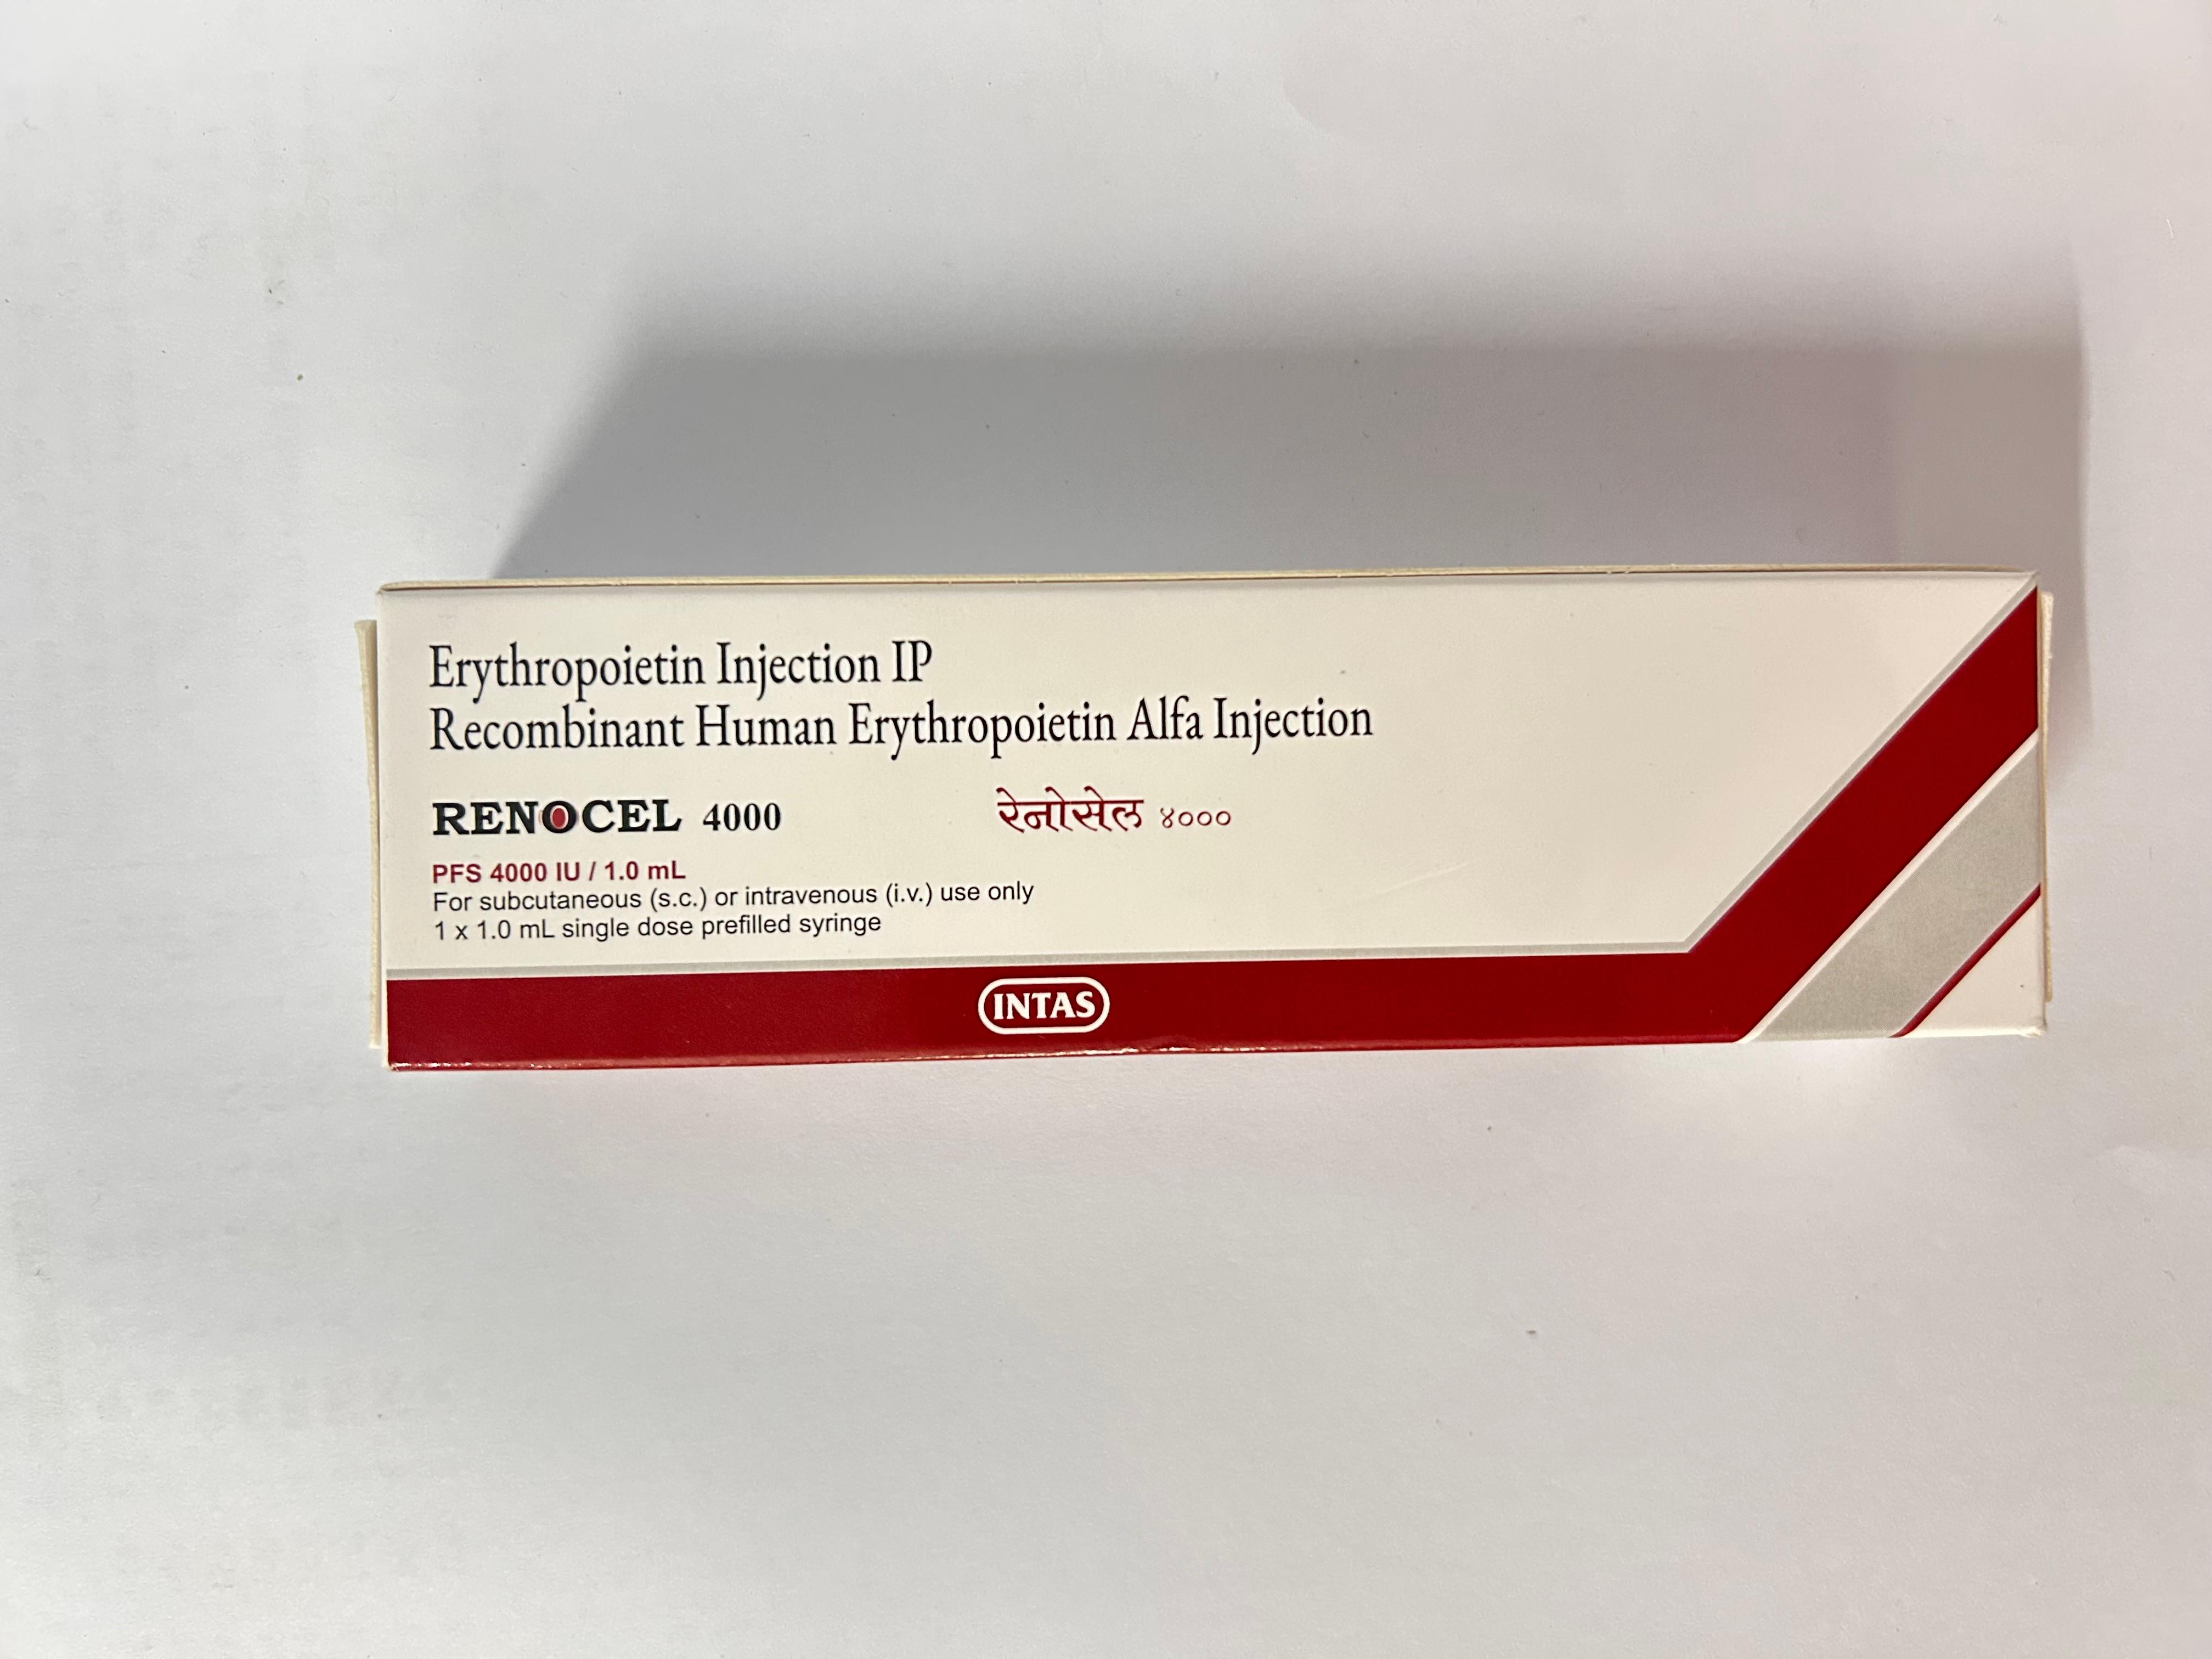 Erythropoietin Injection IP
Recombinant Human Erythropoietin Alfa Injection
RENOCEL 4000 रेनोसेल ४०००
PFS 4000 IU / 1.0 mL
For subcutaneous (s.c.) or intravenous (i.v.) use only
1 x 1.0 mL single dose prefilled syringe
INTAS